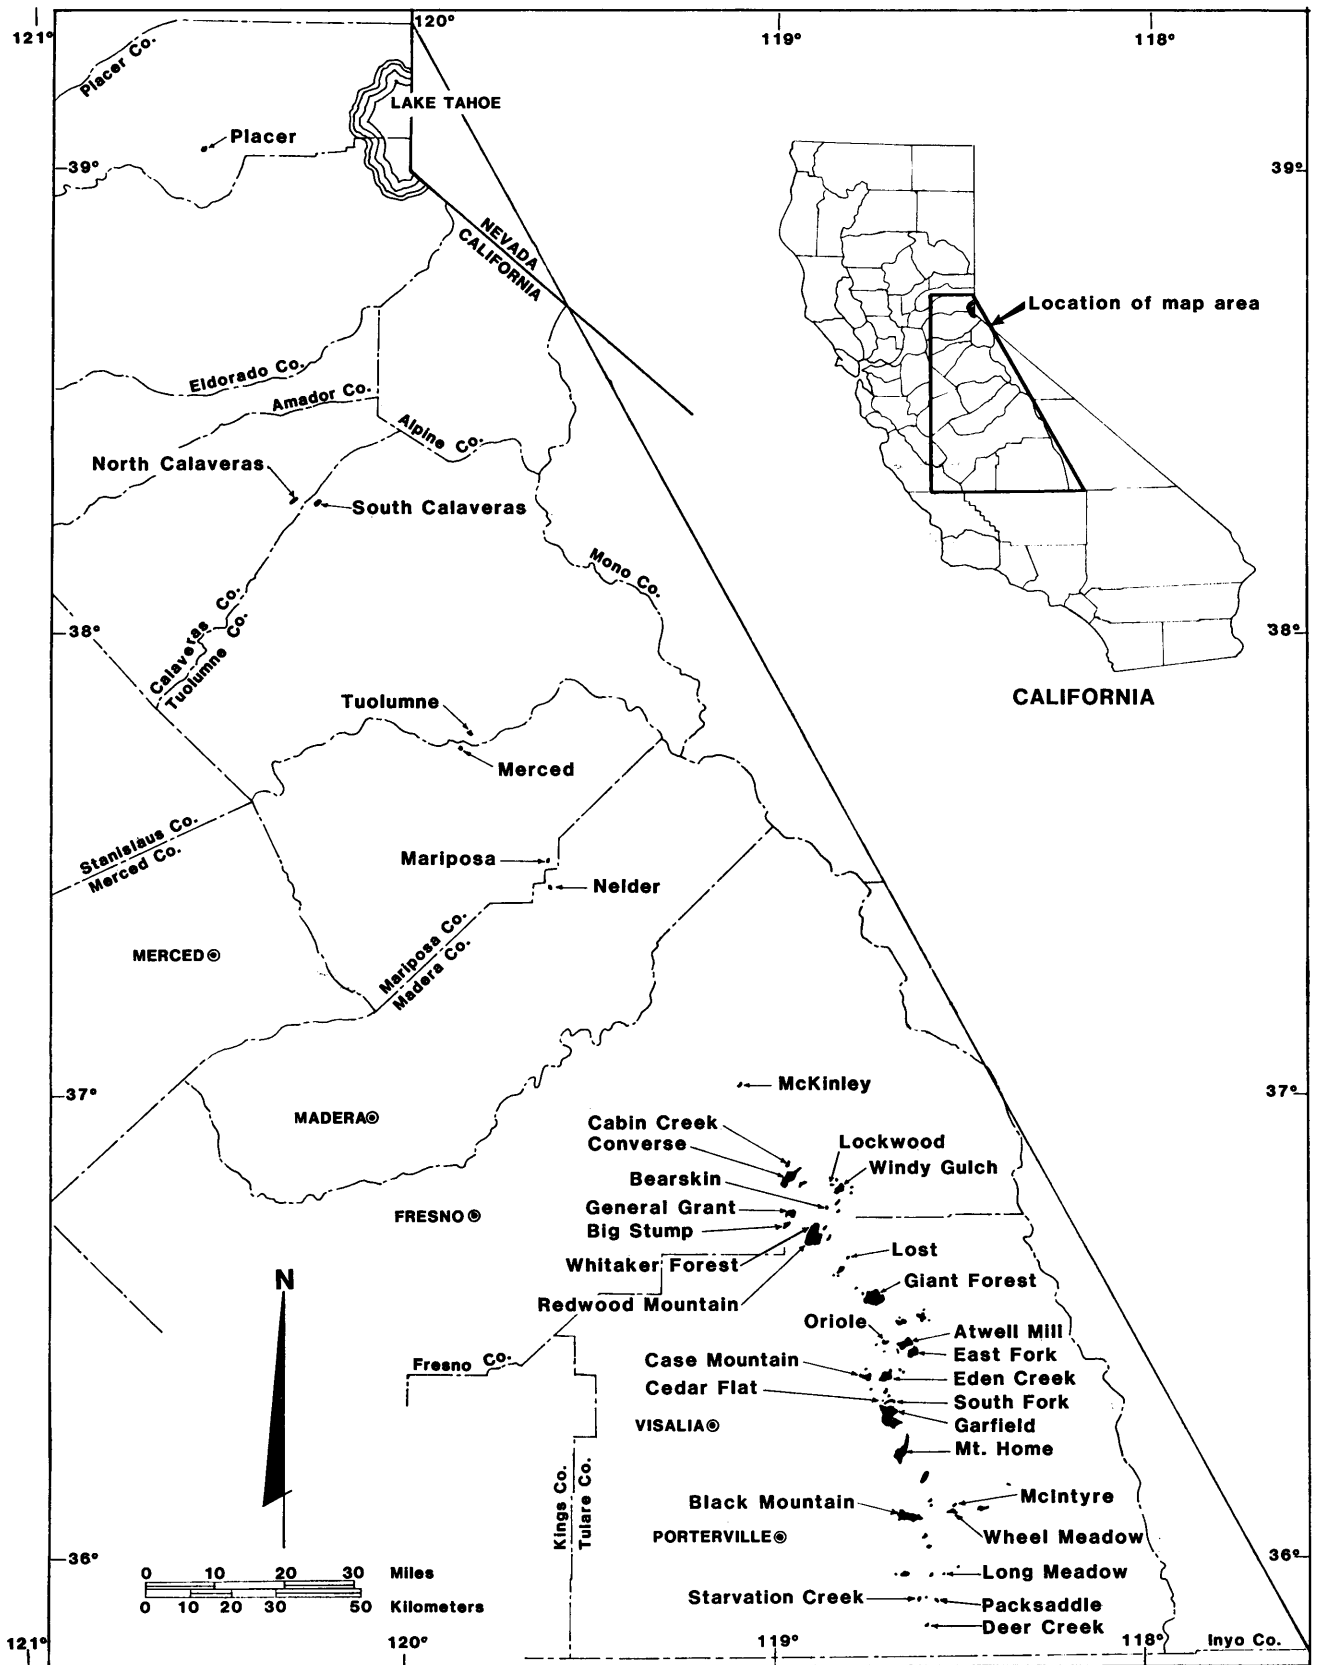 121°
120°
119°
118°
Placer Co.
LAKE TAHOE
Placer
39°
39°
NEVADA
CALIFORNIA
Location of map area
Eldorado Co.
Amador Co.
Alpine Co.
North Calaveras
South Calaveras
Mono Co.
Calaveras Co.
Tuolumne Co.
38°
38°
CALIFORNIA
Tuolumne
Merced
Stanislaus Co.
Merced Co.
Mariposa
Nelder
MERCED
Mariposa Co.
Madera Co.
37°
37°
McKinley
MADERA
Cabin Creek
Converse
Lockwood
Windy Gulch
Bearskin
General Grant
FRESNO
Big Stump
Lost
Whitaker Forest
N
Giant Forest
Redwood Mountain
Oriole
Atwell Mill
East Fork
Fresno Co.
Case Mountain
Eden Creek
Cedar Flat
South Fork
VISALIA
Garfield
Mt. Home
Kings Co.
Tulare Co.
McIntyre
Black Mountain
PORTERVILLE
Wheel Meadow
36°
36°
0 10 20 30 Miles
0 10 20 30 50 Kilometers
Long Meadow
Starvation Creek
Packsaddle
Deer Creek
Inyo Co.
121°
120°
119°
118°